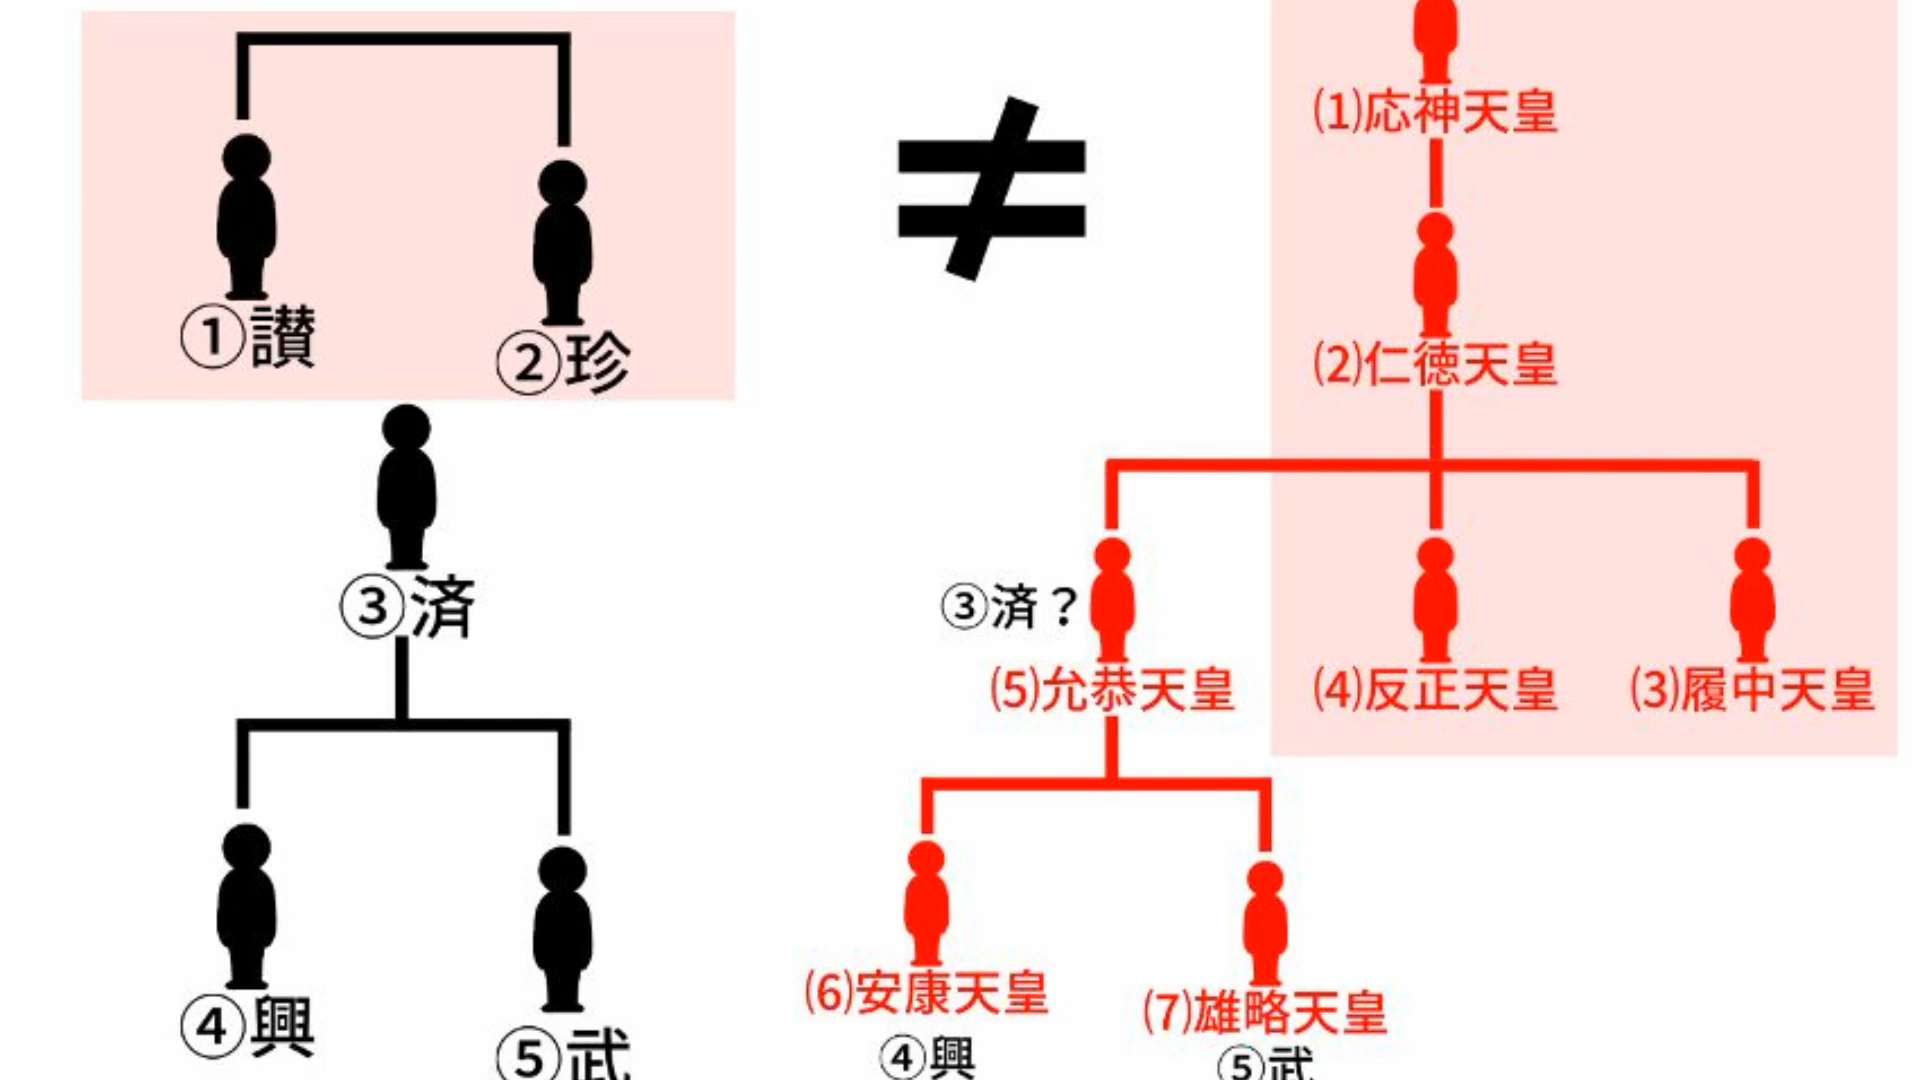 ①讃
②珍
③済
④興
⑤武
≠
(1)応神天皇
(2)仁徳天皇
③済？
(5)允恭天皇
(4)反正天皇
(3)履中天皇
(6)安康天皇
④興
(7)雄略天皇
⑤武